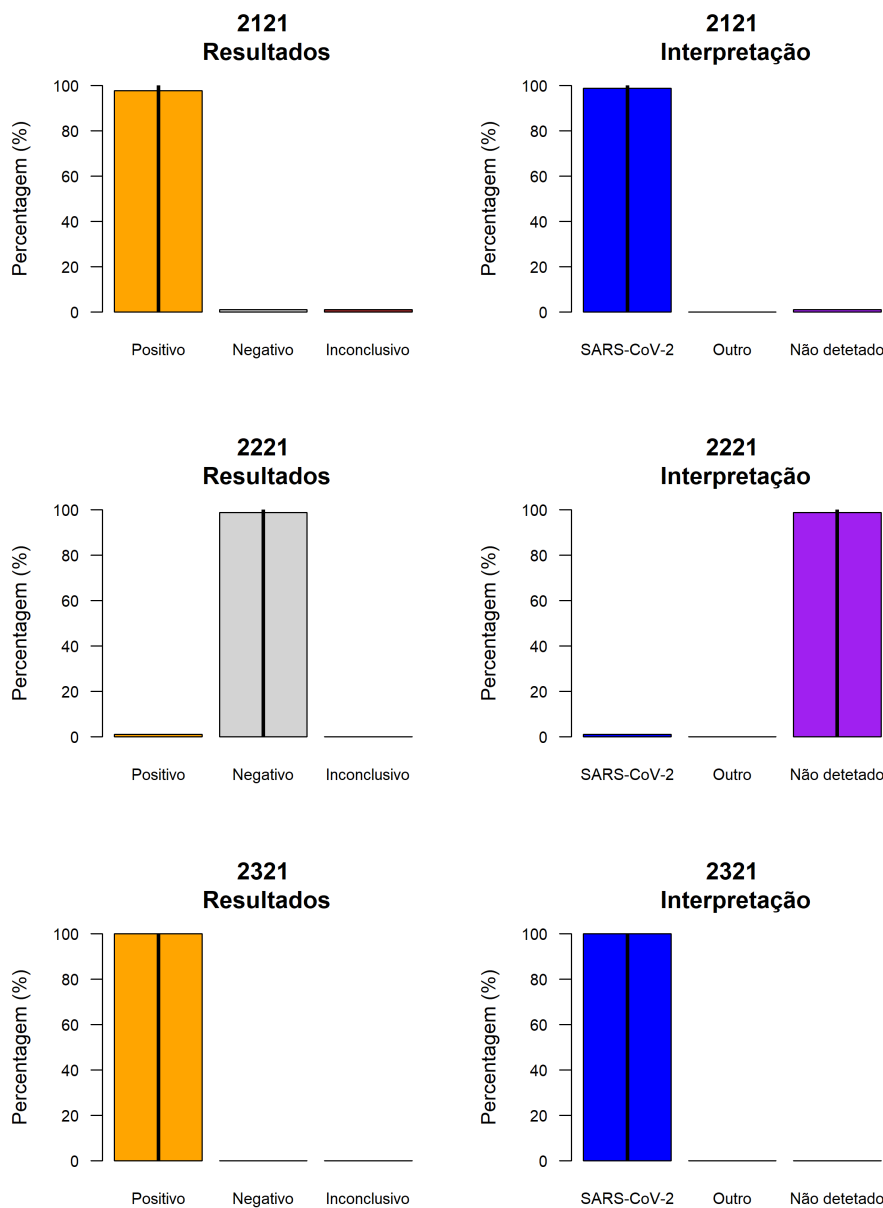 2121
Resultados
Percentagem (%)
100
80
60
40
20
0
Positivo Negativo Inconclusivo
2121
Interpretação
Percentagem (%)
100
80
60
40
20
0
SARS-CoV-2 Outro Não detetado
2221
Resultados
Percentagem (%)
100
80
60
40
20
0
Positivo Negativo Inconclusivo
2221
Interpretação
Percentagem (%)
100
80
60
40
20
0
SARS-CoV-2 Outro Não detetado
2321
Resultados
Percentagem (%)
100
80
60
40
20
0
Positivo Negativo Inconclusivo
2321
Interpretação
Percentagem (%)
100
80
60
40
20
0
SARS-CoV-2 Outro Não detetado